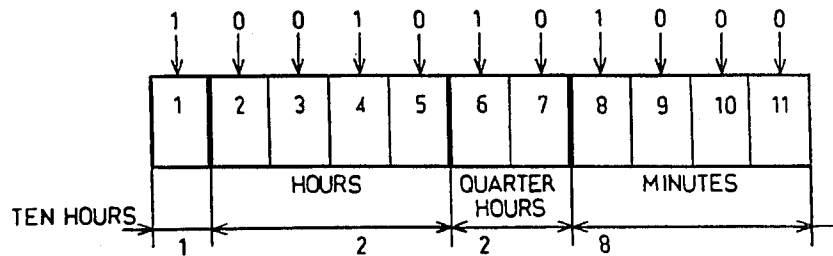 1 0 0 1 0 1 0 1 0 0 0
1 2 3 4 5 6 7 8 9 10 11
HOURS QUARTER HOURS MINUTES
TEN HOURS
1 2 2 8